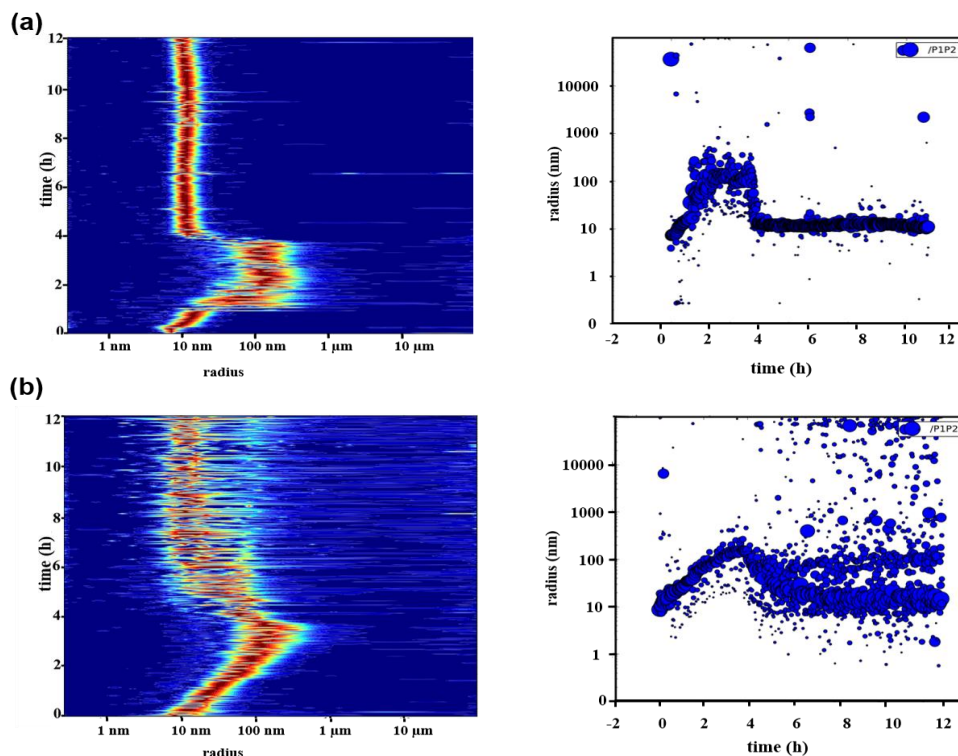 (a)
12
10
8
6
4
2
0
time (h)
1 nm
10 nm
100 nm
1 µm
10 µm
radius
/P1P2
10000
1000
100
10
1
0
radius (nm)
-2
0
2
4
6
8
10
12
time (h)
(b)
12
10
8
6
4
2
0
time (h)
1 nm
10 nm
100 nm
1 µm
10 µm
radius
/P1P2
10000
1000
100
10
1
0
radius (nm)
-2
0
2
4
6
8
10
12
time (h)